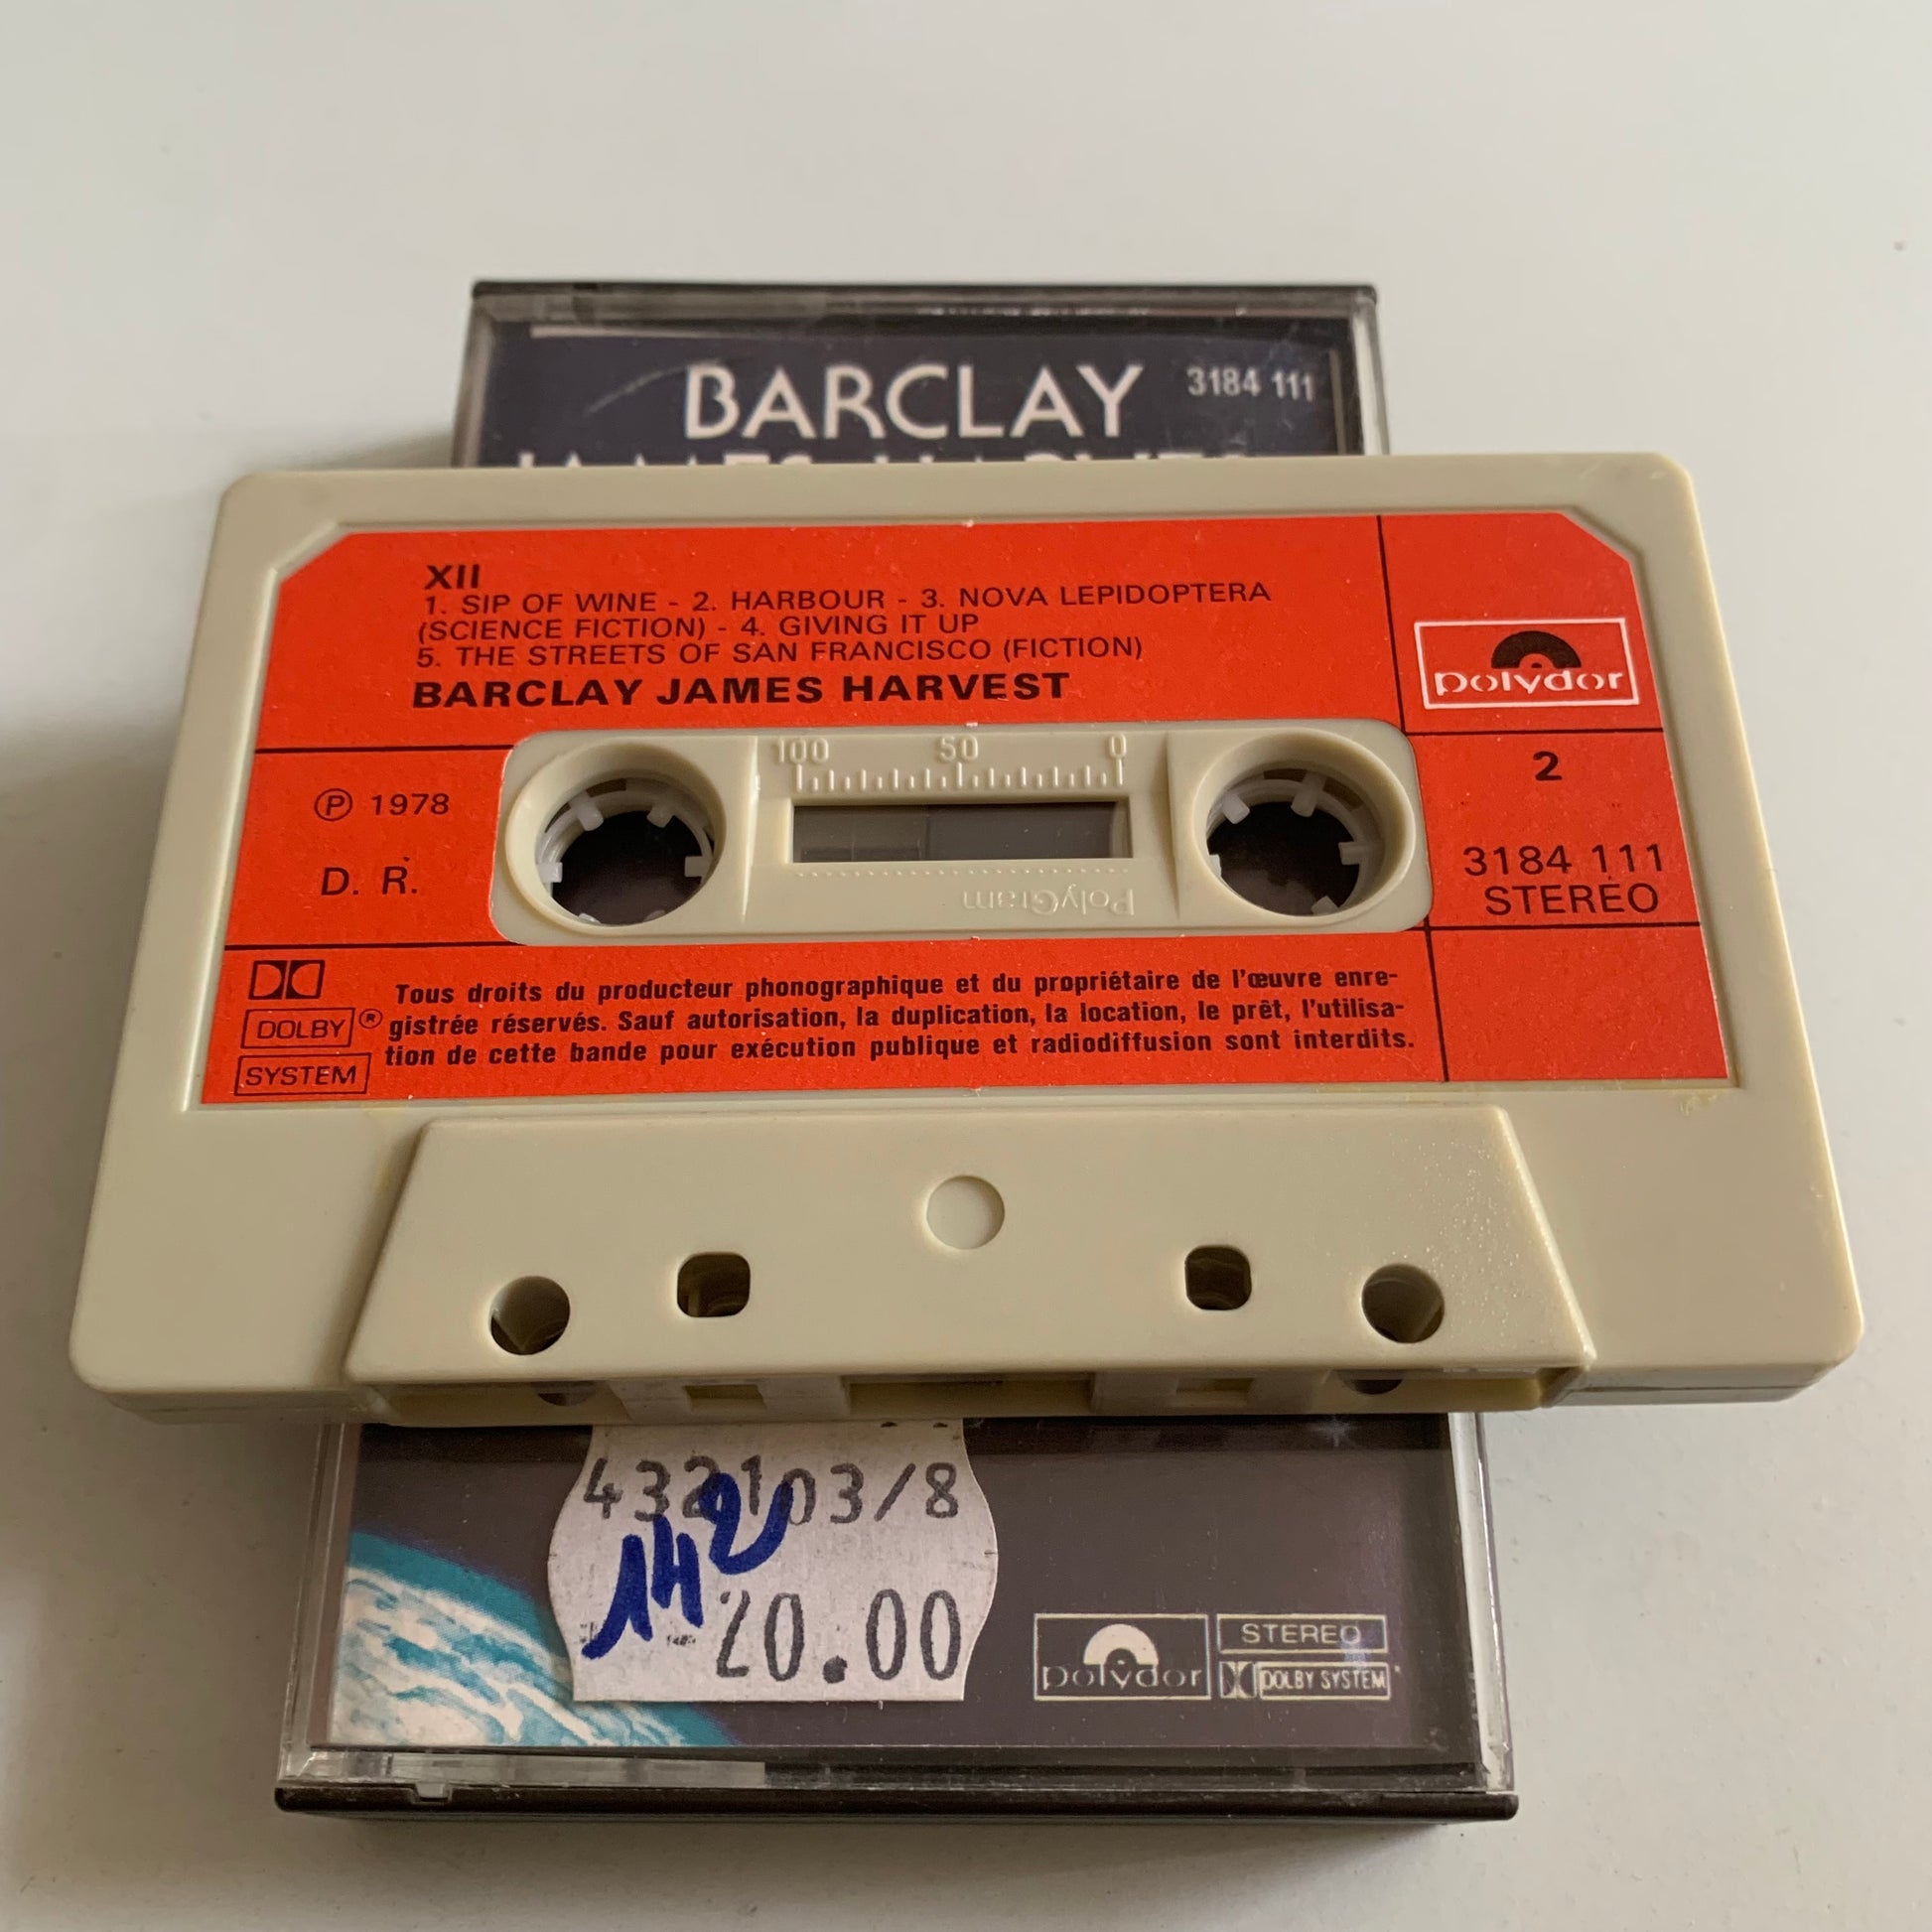 BARCLAY
3184 111
XII
1. SIP OF WINE - 2. HARBOUR - 3. NOVA LEPIDOPTERA
(SCIENCE FICTION) - 4. GIVING IT UP
5. THE STREETS OF SAN FRANCISCO (FICTION)
BARCLAY JAMES HARVEST
polydor
100 50 0
Ⓟ 1978
D. R.
PolyGram
2
3184 111
STEREO
DOLBY ®
SYSTEM
Tous droits du producteur phonographique et du propriétaire de l'œuvre enre-
gistrée réservés. Sauf autorisation, la duplication, la location, le prêt, l'utilisa-
tion de cette bande pour exécution publique et radiodiffusion sont interdits.
432103/8
142
20.00
polydor
STEREO
DOLBY SYSTEM